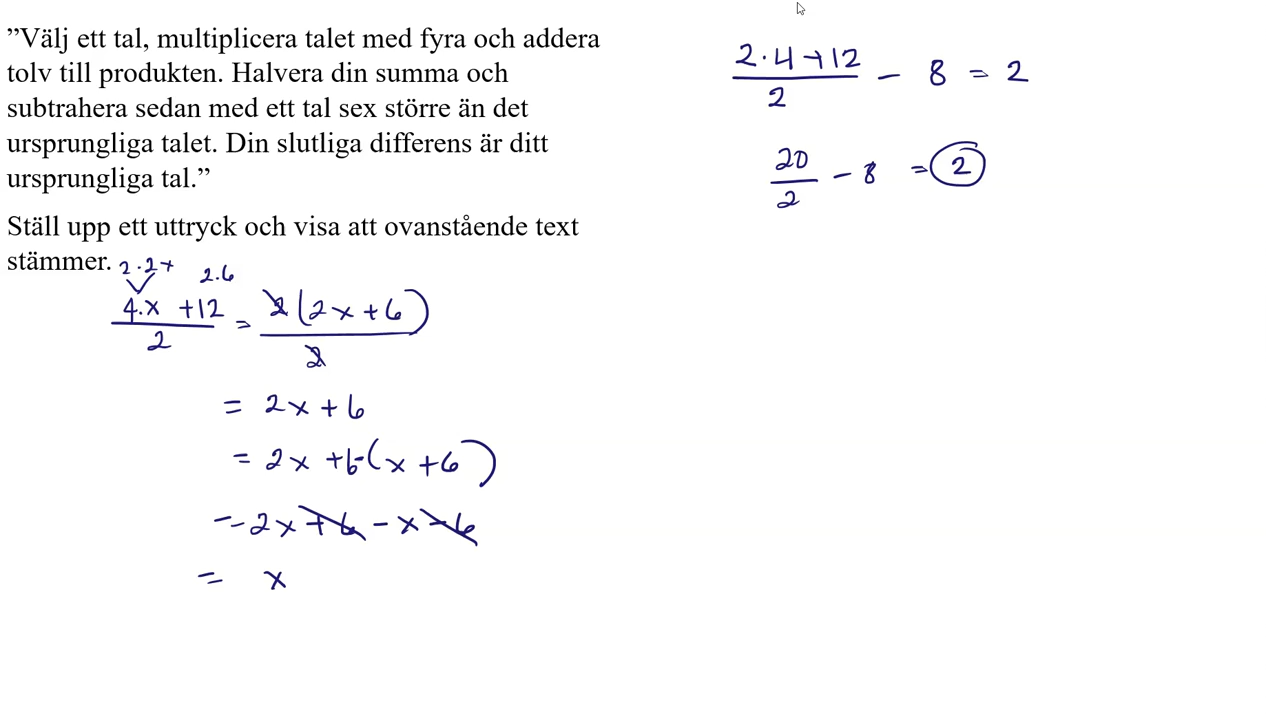 ”Välj ett tal, multiplicera talet med fyra och addera
tolv till produkten. Halvera din summa och
subtrahera sedan med ett tal sex större än det
ursprungliga talet. Din slutliga differens är ditt
ursprungliga tal.”
Ställ upp ett uttryck och visa att ovanstående text
stämmer.
2·2x 2·6
4·x +12 = 2(2x+6)
2 2
= 2x+6
= 2x +6-(x+6)
= 2x+6-x-6
= x
2·4+12 - 8 = 2
2
20 - 8 = 2
2